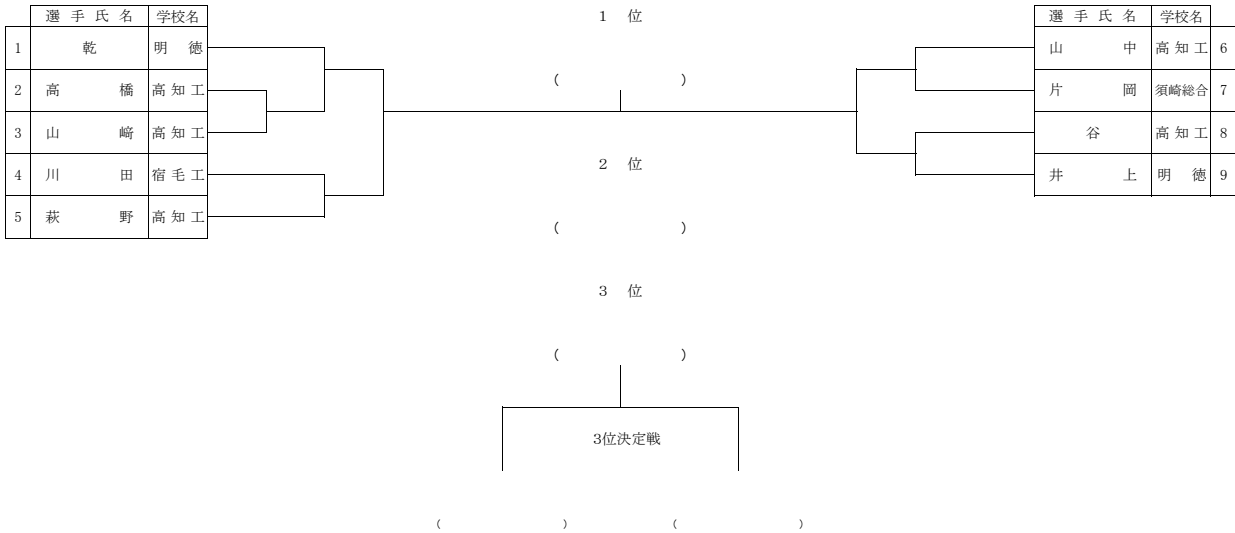 選手氏名 学校名
1 乾 明徳
2 高橋 高知工
3 山﨑 高知工
4 川田 宿毛工
5 萩野 高知工
1位
( )
2位
( )
3位
( )
3位決定戦
( ) ( )
選手氏名 学校名
山中 高知工 6
片岡 須崎総合 7
谷 高知工 8
井上 明徳 9